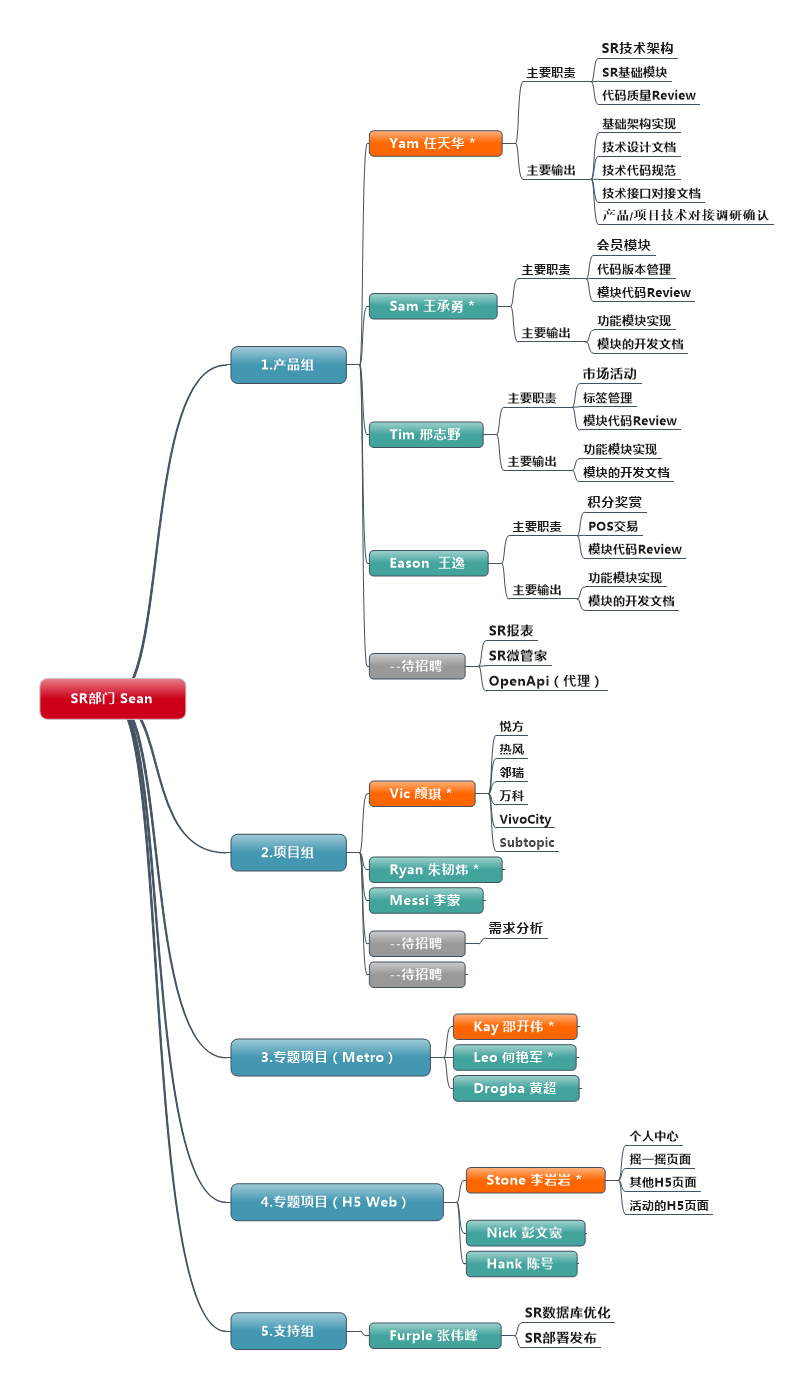 SR部门 Sean
1.产品组
Yam 任天华 *
主要职责
SR技术架构
SR基础模块
代码质量Review
主要输出
基础架构实现
技术设计文档
技术代码规范
技术接口对接文档
产品/项目技术对接调研确认
Sam 王承勇 *
主要职责
会员模块
代码版本管理
模块代码Review
主要输出
功能模块实现
模块的开发文档
Tim 邢志野
主要职责
市场活动
标签管理
模块代码Review
主要输出
功能模块实现
模块的开发文档
Eason 王逸
主要职责
积分奖赏
POS交易
模块代码Review
主要输出
功能模块实现
模块的开发文档
--待招聘
SR报表
SR微管家
OpenApi（代理）
2.项目组
Vic 颜琪 *
悦方
热风
邻瑞
万科
VivoCity
Subtopic
Ryan 朱韧炜 *
Messi 李蒙
--待招聘
需求分析
--待招聘
3.专题项目（Metro）
Kay 邵开伟 *
Leo 何艳军 *
Drogba 黄超
4.专题项目（H5 Web）
Stone 李岩岩 *
个人中心
摇一摇页面
其他H5页面
活动的H5页面
Nick 彭文宽
Hank 陈号
5.支持组
Furple 张伟峰
SR数据库优化
SR部署发布